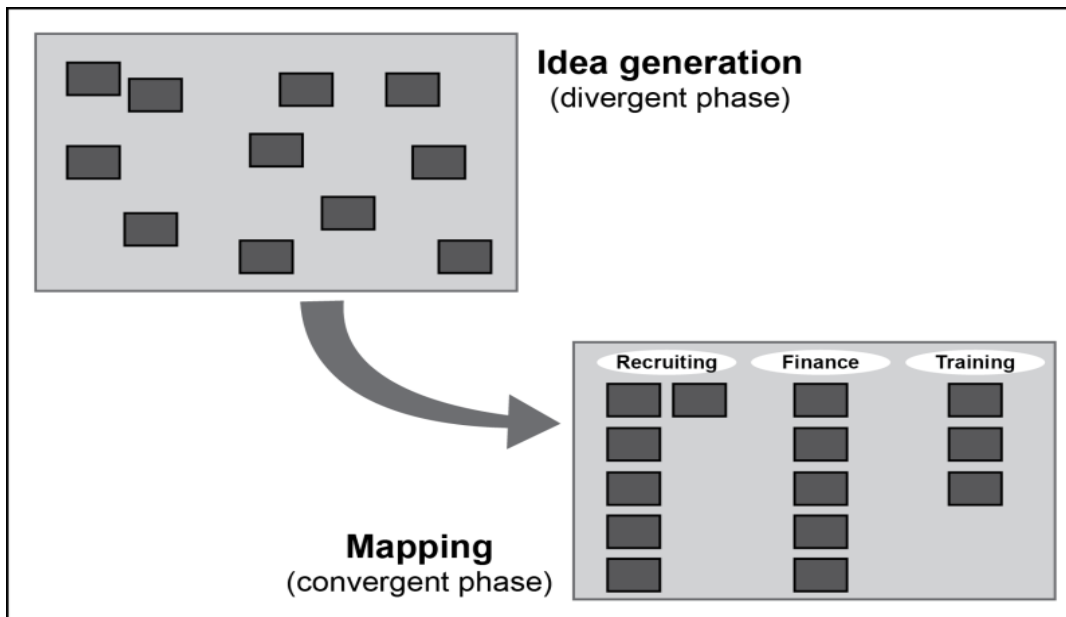 Idea generation
(divergent phase)
Recruiting Finance Training
Mapping
(convergent phase)